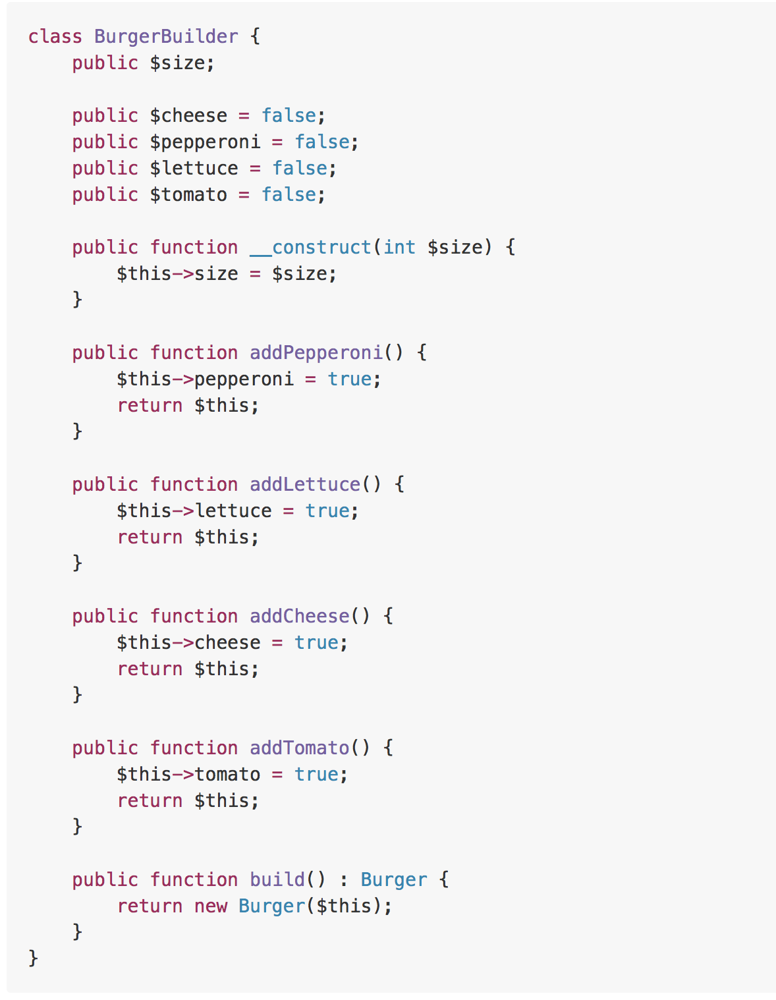 class BurgerBuilder {
    public $size;

    public $cheese = false;
    public $pepperoni = false;
    public $lettuce = false;
    public $tomato = false;

    public function __construct(int $size) {
        $this->size = $size;
    }

    public function addPepperoni() {
        $this->pepperoni = true;
        return $this;
    }

    public function addLettuce() {
        $this->lettuce = true;
        return $this;
    }

    public function addCheese() {
        $this->cheese = true;
        return $this;
    }

    public function addTomato() {
        $this->tomato = true;
        return $this;
    }

    public function build() : Burger {
        return new Burger($this);
    }
}